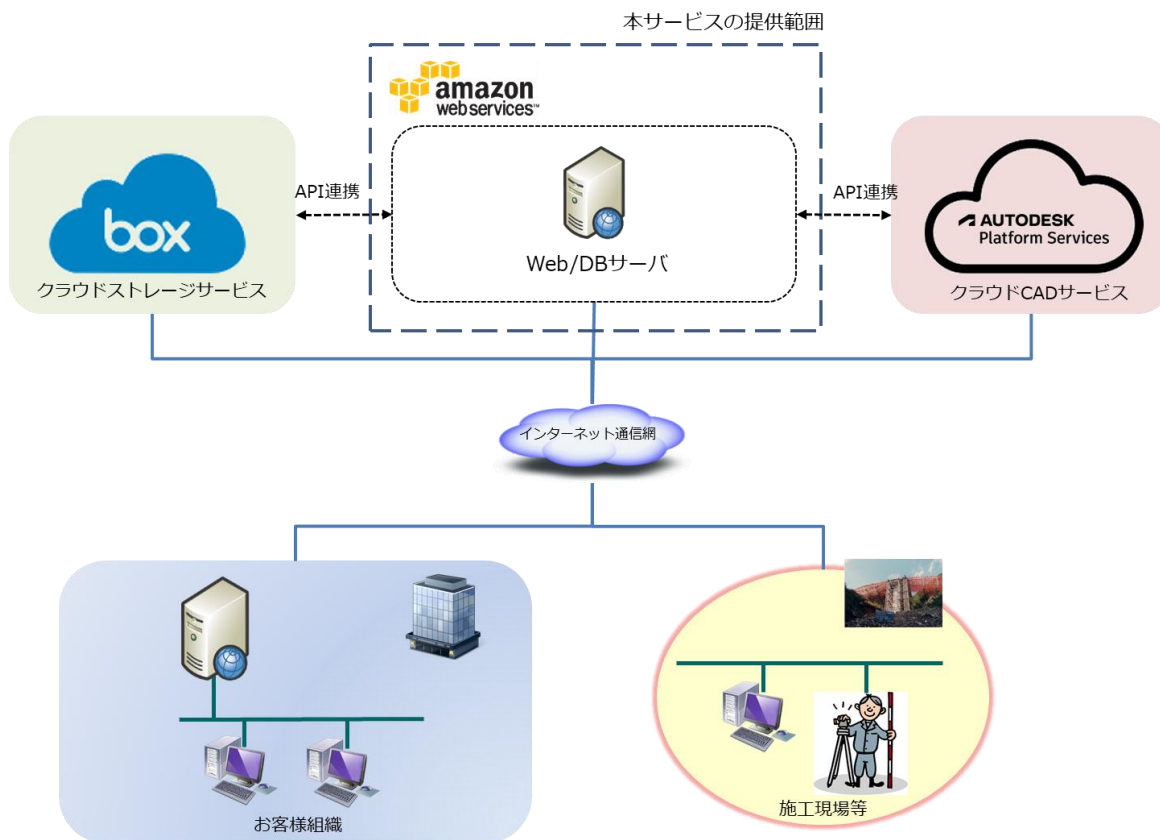 本サービスの提供範囲
amazon
web services™
API連携
API連携
box
AUTODESK
Platform Services
Web/DBサーバ
クラウドストレージサービス
クラウドCADサービス
インターネット通信網
お客様組織
施工現場等